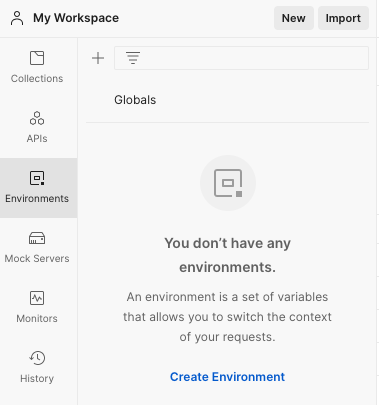 My Workspace
New
Import
Collections
APIs
Environments
Mock Servers
Monitors
History
Globals
You don’t have any
environments.
An environment is a set of variables
that allows you to switch the context
of your requests.
Create Environment